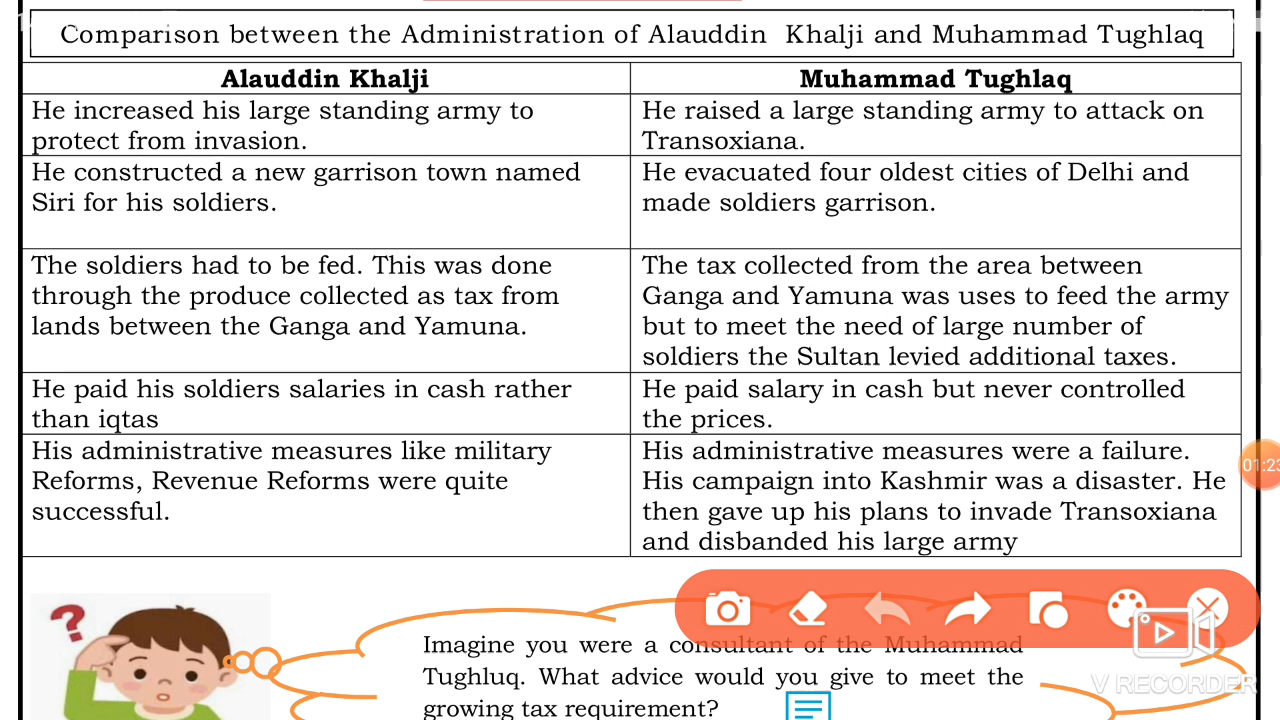 Comparison between the Administration of Alauddin Khalji and Muhammad Tughlaq
Alauddin Khalji
Muhammad Tughlaq
He increased his large standing army to
protect from invasion.
He raised a large standing army to attack on
Transoxiana.
He constructed a new garrison town named
Siri for his soldiers.
He evacuated four oldest cities of Delhi and
made soldiers garrison.
The soldiers had to be fed. This was done
through the produce collected as tax from
lands between the Ganga and Yamuna.
The tax collected from the area between
Ganga and Yamuna was uses to feed the army
but to meet the need of large number of
soldiers the Sultan levied additional taxes.
He paid his soldiers salaries in cash rather
than iqtas
He paid salary in cash but never controlled
the prices.
His administrative measures like military
Reforms, Revenue Reforms were quite
successful.
His administrative measures were a failure.
His campaign into Kashmir was a disaster. He
then gave up his plans to invade Transoxiana
and disbanded his large army
01:23
?
Imagine you were a consultant of the Muhammad
Tughluq. What advice would you give to meet the
growing tax requirement?
V RECORDER